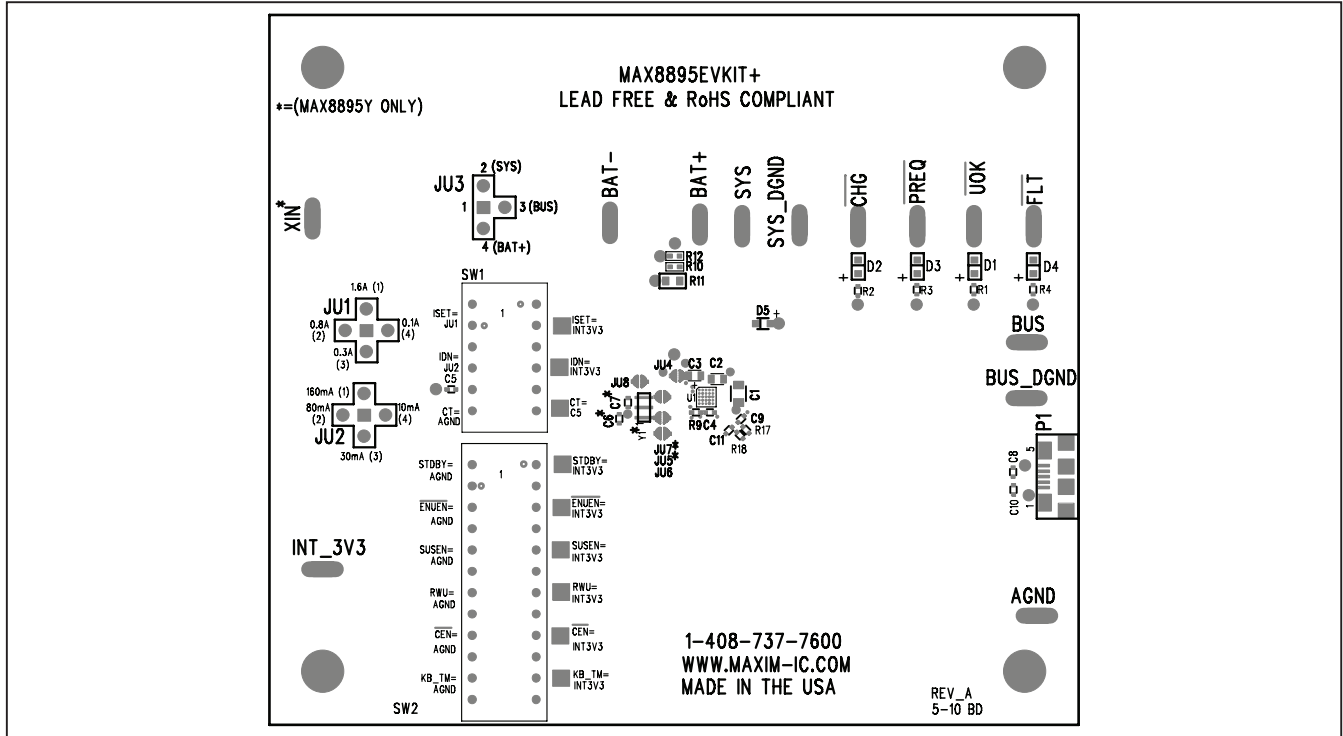 MAX8895EVKIT+
LEAD FREE & RoHS COMPLIANT
*=(MAX8895Y ONLY)
XIN*
2 (SYS)
JU3
1
3 (BUS)
4 (BAT+)
BAT-
BAT+
SYS
SYS_DGND
CHG
PREQ
UOK
FLT
R12
R10
R11
+ D2
+ D3
+ D1
+ D4
R2
R3
R1
R4
D5 +
BUS
BUS_DGND
P1
5
1
C8
C10
1.6A (1)
JU1
0.8A (2)
0.1A (4)
0.3A (3)
160mA (1)
80mA (2)
10mA (4)
JU2
30mA (3)
SW1
1
ISET= JU1
ISET= INT3V3
IDN= JU2
IDN= INT3V3
C5
CT= AGND
CT= C5
JU4
C3
C2
JU8
C1
* C7
* C6
* Y1
R9
C4
C9
C11
R17
R18
JU7*
JU5*
JU6
1
STDBY= AGND
STDBY= INT3V3
ENUEN= AGND
ENUEN= INT3V3
SUSEN= AGND
SUSEN= INT3V3
RWU= AGND
RWU= INT3V3
CEN= AGND
CEN= INT3V3
KB_TM= AGND
KB_TM= INT3V3
SW2
INT_3V3
AGND
1-408-737-7600
WWW.MAXIM-IC.COM
MADE IN THE USA
REV_A
5-10 BD